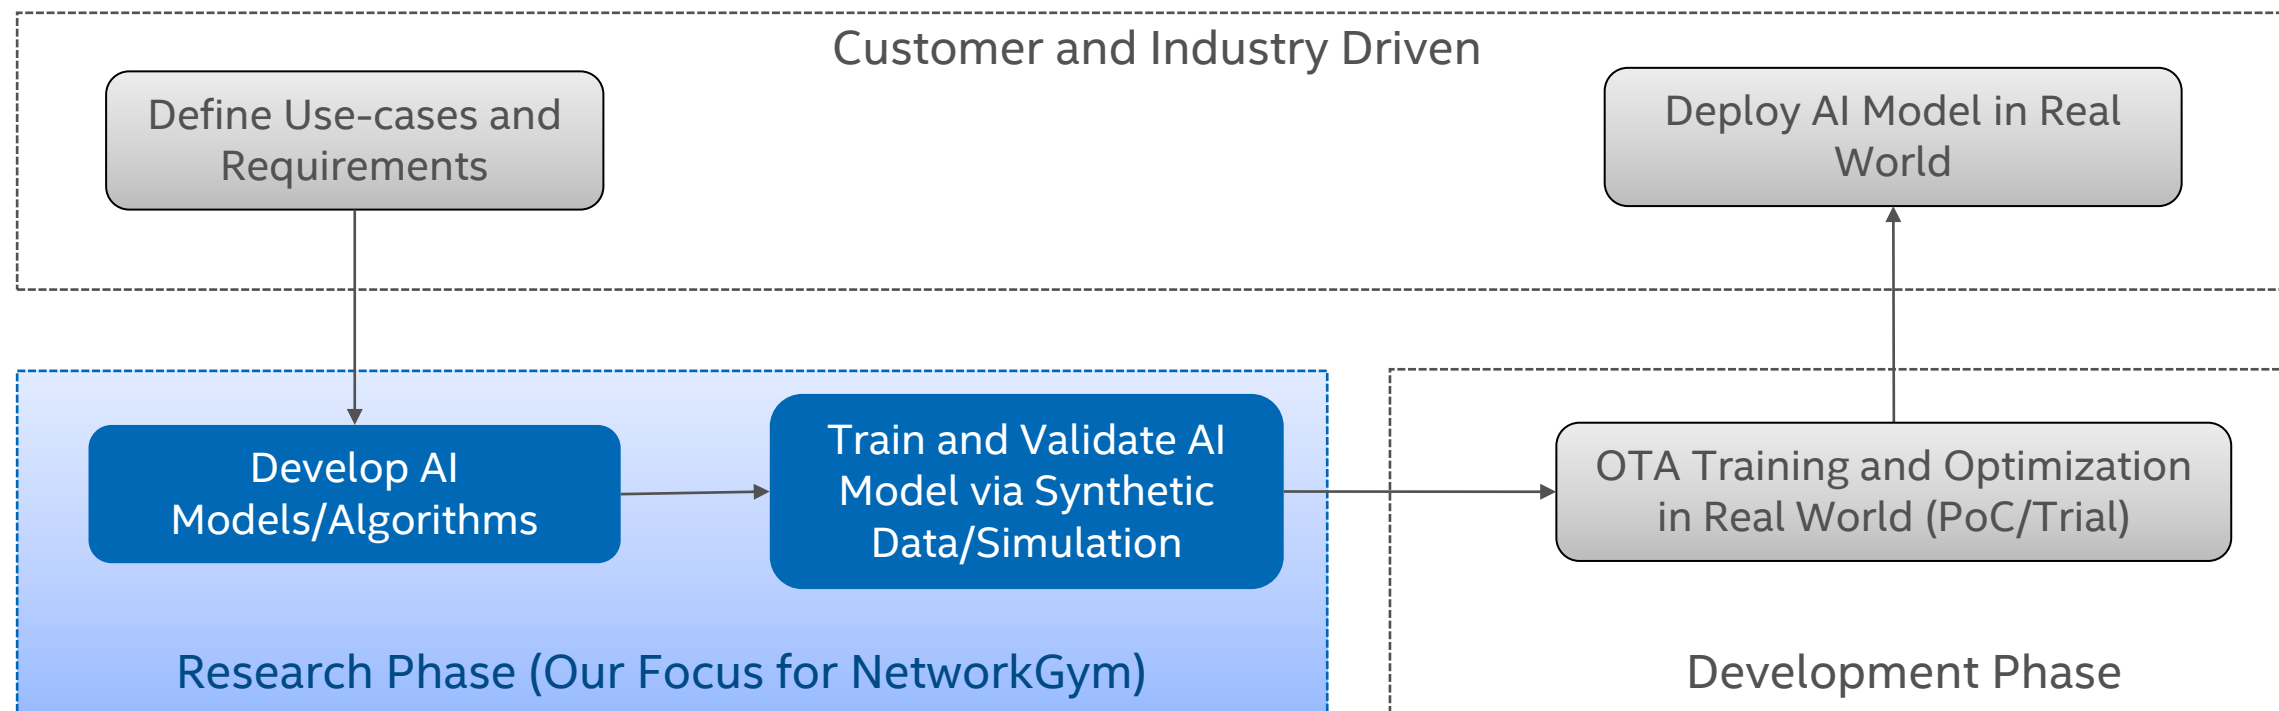 Customer and Industry Driven
Define Use-cases and
Requirements
Deploy AI Model in Real
World
Develop AI
Models/Algorithms
Train and Validate AI
Model via Synthetic
Data/Simulation
OTA Training and Optimization
in Real World (PoC/Trial)
Research Phase (Our Focus for NetworkGym)
Development Phase